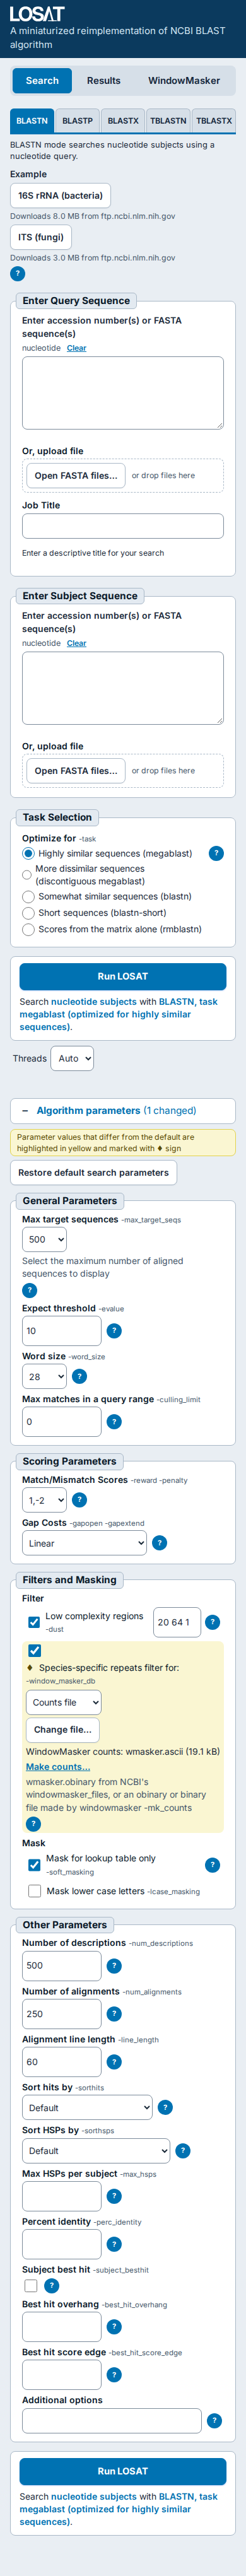 LOSAT
A miniaturized reimplementation of NCBI BLAST
algorithm
Search
Results
WindowMasker
BLASTN
BLASTP
BLASTX
TBLASTN
TBLASTX
BLASTN mode searches nucleotide subjects using a
nucleotide query.
Example
16S rRNA (bacteria)
Downloads 8.0 MB from ftp.ncbi.nlm.nih.gov
ITS (fungi)
Downloads 3.0 MB from ftp.ncbi.nlm.nih.gov
?
Enter Query Sequence
Enter accession number(s) or FASTA
sequence(s)
nucleotide Clear
Or, upload file
Open FASTA files... or drop files here
Job Title
Enter a descriptive title for your search
Enter Subject Sequence
Enter accession number(s) or FASTA
sequence(s)
nucleotide Clear
Or, upload file
Open FASTA files... or drop files here
Task Selection
Optimize for -task
Highly similar sequences (megablast) ?
More dissimilar sequences
(discontiguous megablast)
Somewhat similar sequences (blastn)
Short sequences (blastn-short)
Scores from the matrix alone (rmblastn)
Run LOSAT
Search nucleotide subjects with BLASTN, task
megablast (optimized for highly similar
sequences).
Threads Auto
− Algorithm parameters (1 changed)
Parameter values that differ from the default are
highlighted in yellow and marked with ♦ sign
Restore default search parameters
General Parameters
Max target sequences -max_target_seqs
500
Select the maximum number of aligned
sequences to display
?
Expect threshold -evalue
10 ?
Word size -word_size
28 ?
Max matches in a query range -culling_limit
0 ?
Scoring Parameters
Match/Mismatch Scores -reward -penalty
1,-2 ?
Gap Costs -gapopen -gapextend
Linear ?
Filters and Masking
Filter
Low complexity regions
-dust
20 64 1 ?
♦ Species-specific repeats filter for:
-window_masker_db
Counts file
Change file...
WindowMasker counts: wmasker.ascii (19.1 kB)
Make counts...
wmasker.obinary from NCBI's
windowmasker_files, or an obinary or binary
file made by windowmasker -mk_counts
?
Mask
Mask for lookup table only
-soft_masking
?
Mask lower case letters -lcase_masking
Other Parameters
Number of descriptions -num_descriptions
500 ?
Number of alignments -num_alignments
250 ?
Alignment line length -line_length
60 ?
Sort hits by -sorthits
Default ?
Sort HSPs by -sorthsps
Default ?
Max HSPs per subject -max_hsps
?
Percent identity -perc_identity
?
Subject best hit -subject_besthit
?
Best hit overhang -best_hit_overhang
?
Best hit score edge -best_hit_score_edge
?
Additional options
?
Run LOSAT
Search nucleotide subjects with BLASTN, task
megablast (optimized for highly similar
sequences).